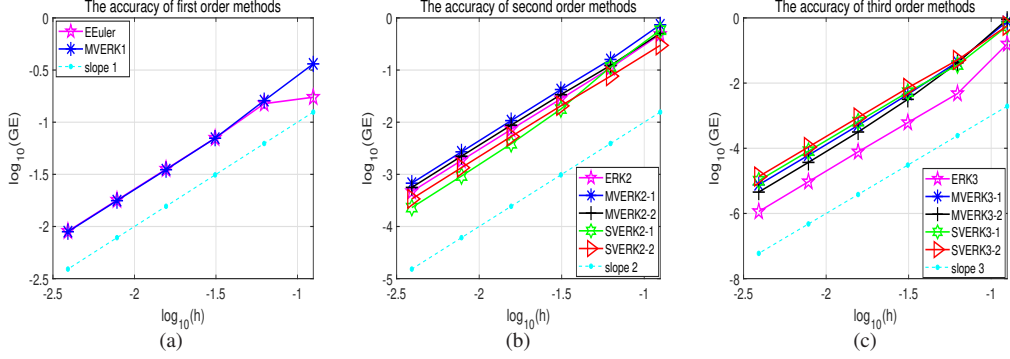 The accuracy of first order methods
0
-0.5
-1
-1.5
-2
-2.5
log10(GE)
EEuler
MVERK1
slope 1
-2.5
-2
-1.5
-1
log10(h)
(a)
The accuracy of second order methods
0
-1
-2
-3
-4
-5
log10(GE)
ERK2
MVERK2-1
MVERK2-2
SVERK2-1
SVERK2-2
slope 2
-2.5
-2
-1.5
-1
log10(h)
(b)
The accuracy of third order methods
0
-2
-4
-6
-8
log10(GE)
ERK3
MVERK3-1
MVERK3-2
SVERK3-1
SVERK3-2
slope 3
-2.5
-2
-1.5
-1
log10(h)
(c)